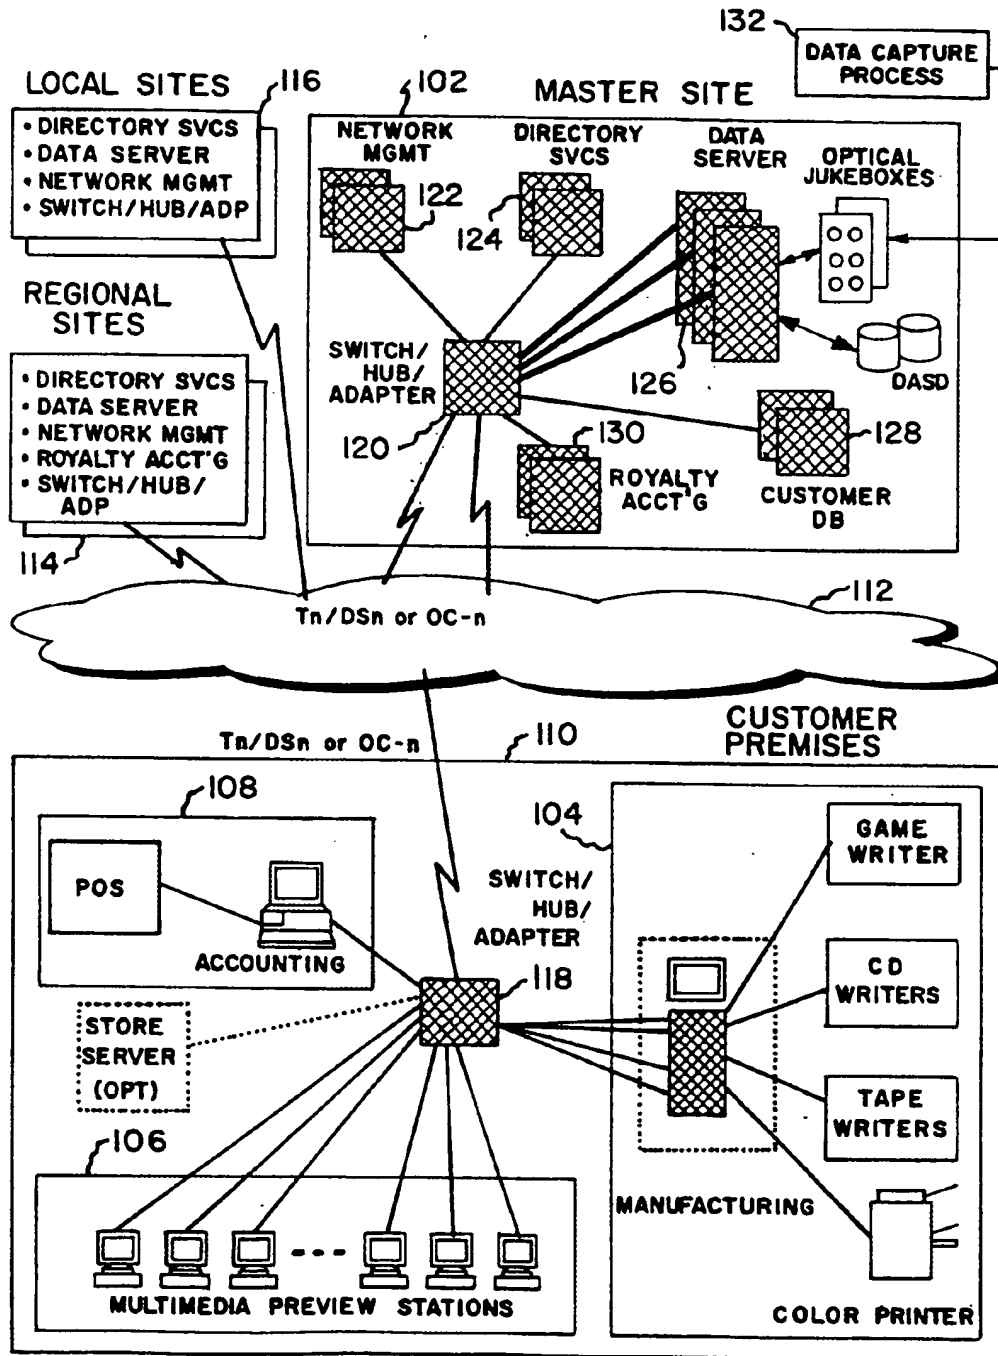 132
DATA CAPTURE
PROCESS
LOCAL SITES
116
• DIRECTORY SVCS
• DATA SERVER
• NETWORK MGMT
• SWITCH/HUB/ADP
REGIONAL
SITES
• DIRECTORY SVCS
• DATA SERVER
• NETWORK MGMT
• ROYALTY ACCT'G
• SWITCH/HUB/
ADP
114
102
MASTER SITE
NETWORK
MGMT
122
DIRECTORY
SVCS
124
DATA
SERVER
126
OPTICAL
JUKEBOXES
DASD
SWITCH/
HUB/
ADAPTER
120
130
ROYALTY
ACCT'G
128
CUSTOMER
DB
112
Tn/DSn or OC-n
Tn/DSn or OC-n
110
CUSTOMER
PREMISES
108
POS
ACCOUNTING
SWITCH/
HUB/
ADAPTER
118
STORE
SERVER
(OPT)
106
MULTIMEDIA PREVIEW STATIONS
104
GAME
WRITER
CD
WRITERS
TAPE
WRITERS
MANUFACTURING
COLOR PRINTER